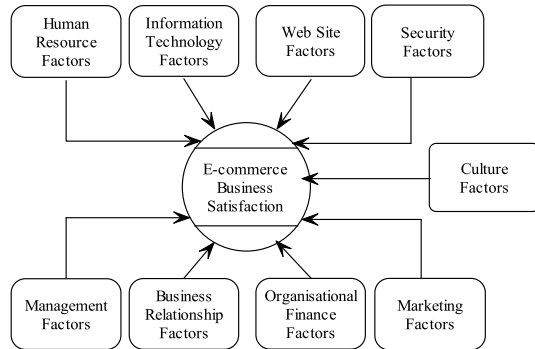 Human
Resource
Factors
Information
Technology
Factors
Web Site
Factors
Security
Factors
E-commerce
Business
Satisfaction
Culture
Factors
Management
Factors
Business
Relationship
Factors
Organisational
Finance
Factors
Marketing
Factors